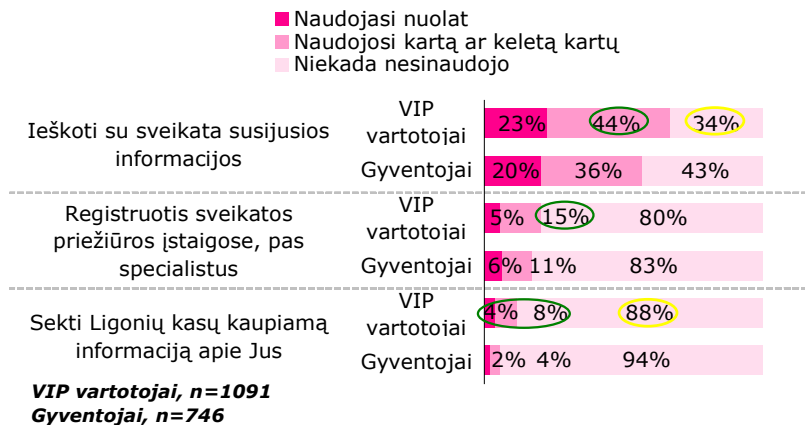 Naudojasi nuolat
Naudojosi kartą ar keletą kartų
Niekada nesinaudojo
Ieškoti su sveikata susijusios
informacijos
VIP
vartotojai
23% 44% 34%
Gyventojai
20% 36% 43%
Registruotis sveikatos
priežiūros įstaigose, pas
specialistus
VIP
vartotojai
5% 15% 80%
Gyventojai
6% 11% 83%
Sekti Ligonių kasų kaupiamą
informaciją apie Jus
VIP
vartotojai
4% 8% 88%
Gyventojai
2% 4% 94%
VIP vartotojai, n=1091
Gyventojai, n=746